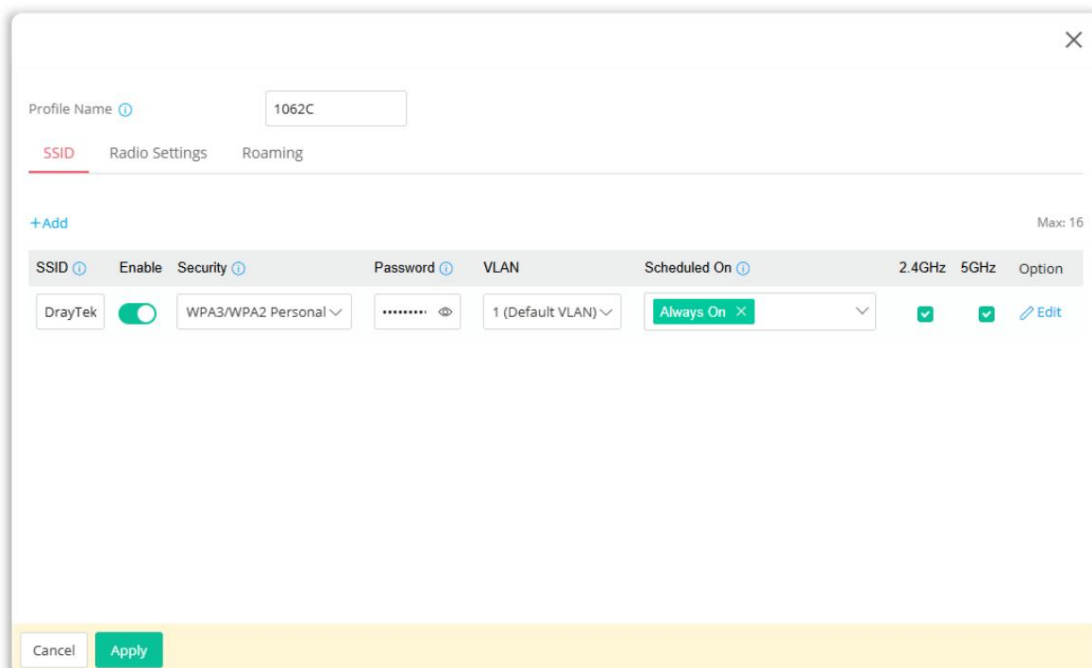 Profile Name
1062C
SSID Radio Settings Roaming
+Add Max: 16
SSID Enable Security Password VLAN Scheduled On 2.4GHz 5GHz Option
DrayTek WPA3/WPA2 Personal ········· 1 (Default VLAN) Always On × Edit
Cancel Apply